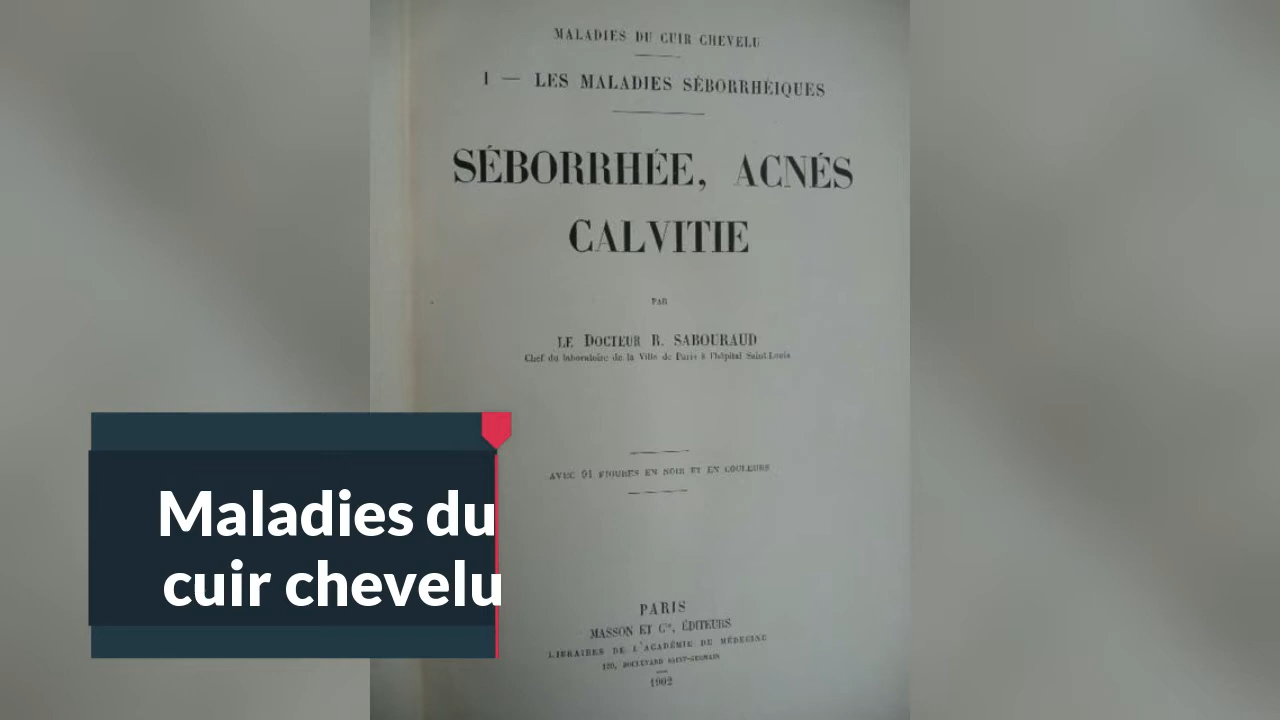 MALADIES DU CUIR CHEVELU
I — LES MALADIES SÉBORRHÉIQUES
SÉBORRHÉE, ACNÉS
CALVITIE
PAR
LE DOCTEUR R. SABOURAUD
Chef du laboratoire de la Ville de Paris à l'hôpital Saint-Louis
AVEC 91 FIGURES EN NOIR ET EN COULEURS
PARIS
MASSON ET Cie, ÉDITEURS
LIBRAIRES DE L'ACADÉMIE DE MÉDECINE
120, BOULEVARD SAINT-GERMAIN
1902
Maladies du
cuir chevelu